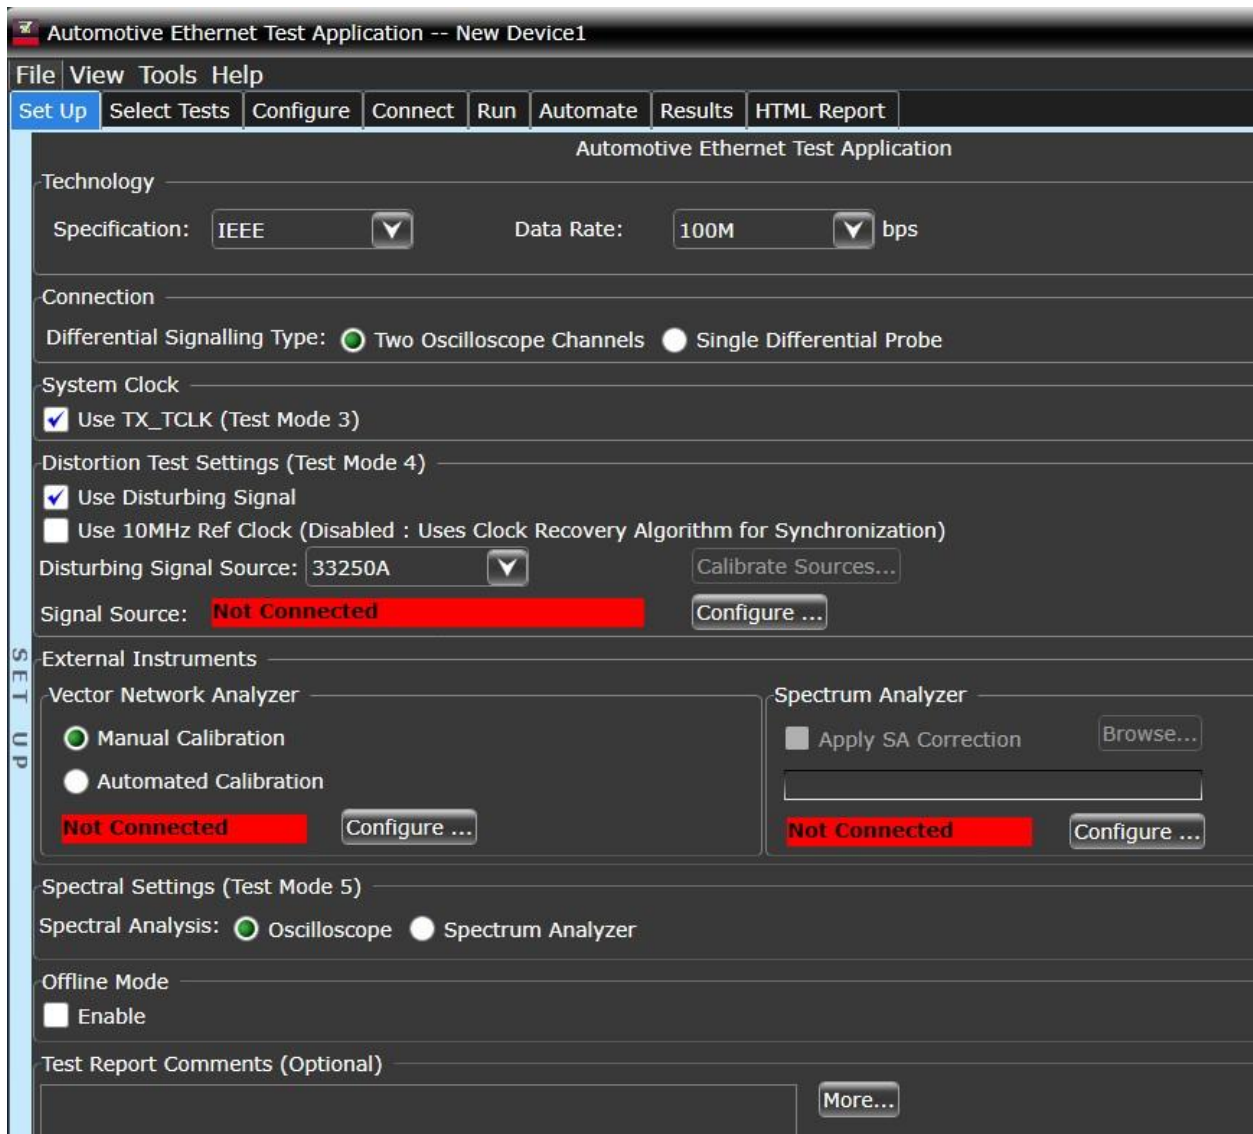 Automotive Ethernet Test Application -- New Device1
File View Tools Help
Set Up Select Tests Configure Connect Run Automate Results HTML Report
Automotive Ethernet Test Application
Technology
Specification: IEEE Data Rate: 100M bps
Connection
Differential Signalling Type: Two Oscilloscope Channels Single Differential Probe
System Clock
Use TX_TCLK (Test Mode 3)
Distortion Test Settings (Test Mode 4)
Use Disturbing Signal
Use 10MHz Ref Clock (Disabled : Uses Clock Recovery Algorithm for Synchronization)
Disturbing Signal Source: 33250A Calibrate Sources...
Signal Source: Not Connected Configure ...
SET UP
External Instruments
Vector Network Analyzer
Manual Calibration
Automated Calibration
Not Connected Configure ...
Spectrum Analyzer
Apply SA Correction Browse...
Not Connected Configure ...
Spectral Settings (Test Mode 5)
Spectral Analysis: Oscilloscope Spectrum Analyzer
Offline Mode
Enable
Test Report Comments (Optional)
More...